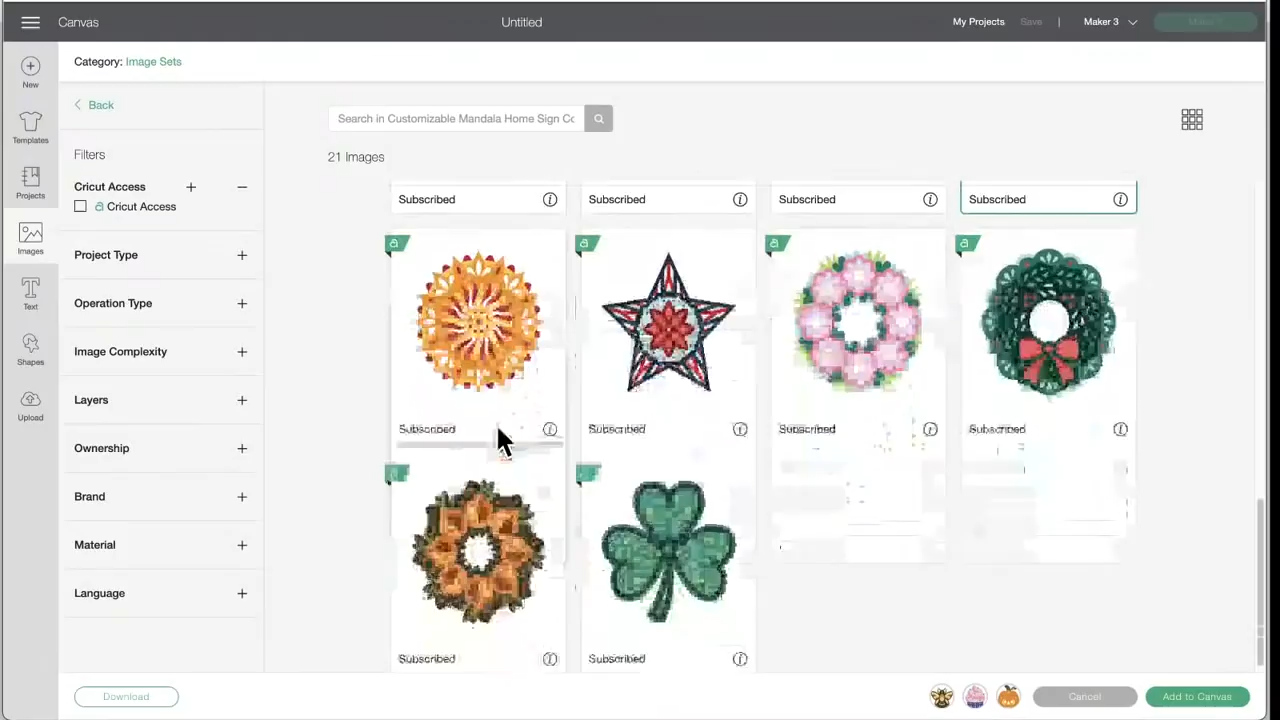 Canvas
Untitled
My Projects Save | Maker 3
New
Templates
Projects
Images
Text
Shapes
Upload
Category: Image Sets
Back
Filters
Cricut Access
Cricut Access
Project Type
Operation Type
Image Complexity
Layers
Ownership
Brand
Material
Language
Download
Search in Customizable Mandala Home Sign Co
21 Images
Subscribed
Subscribed
Subscribed
Subscribed
Subscribed
Subscribed
Subscribed
Subscribed
Subscribed
Subscribed
Cancel
Add to Canvas